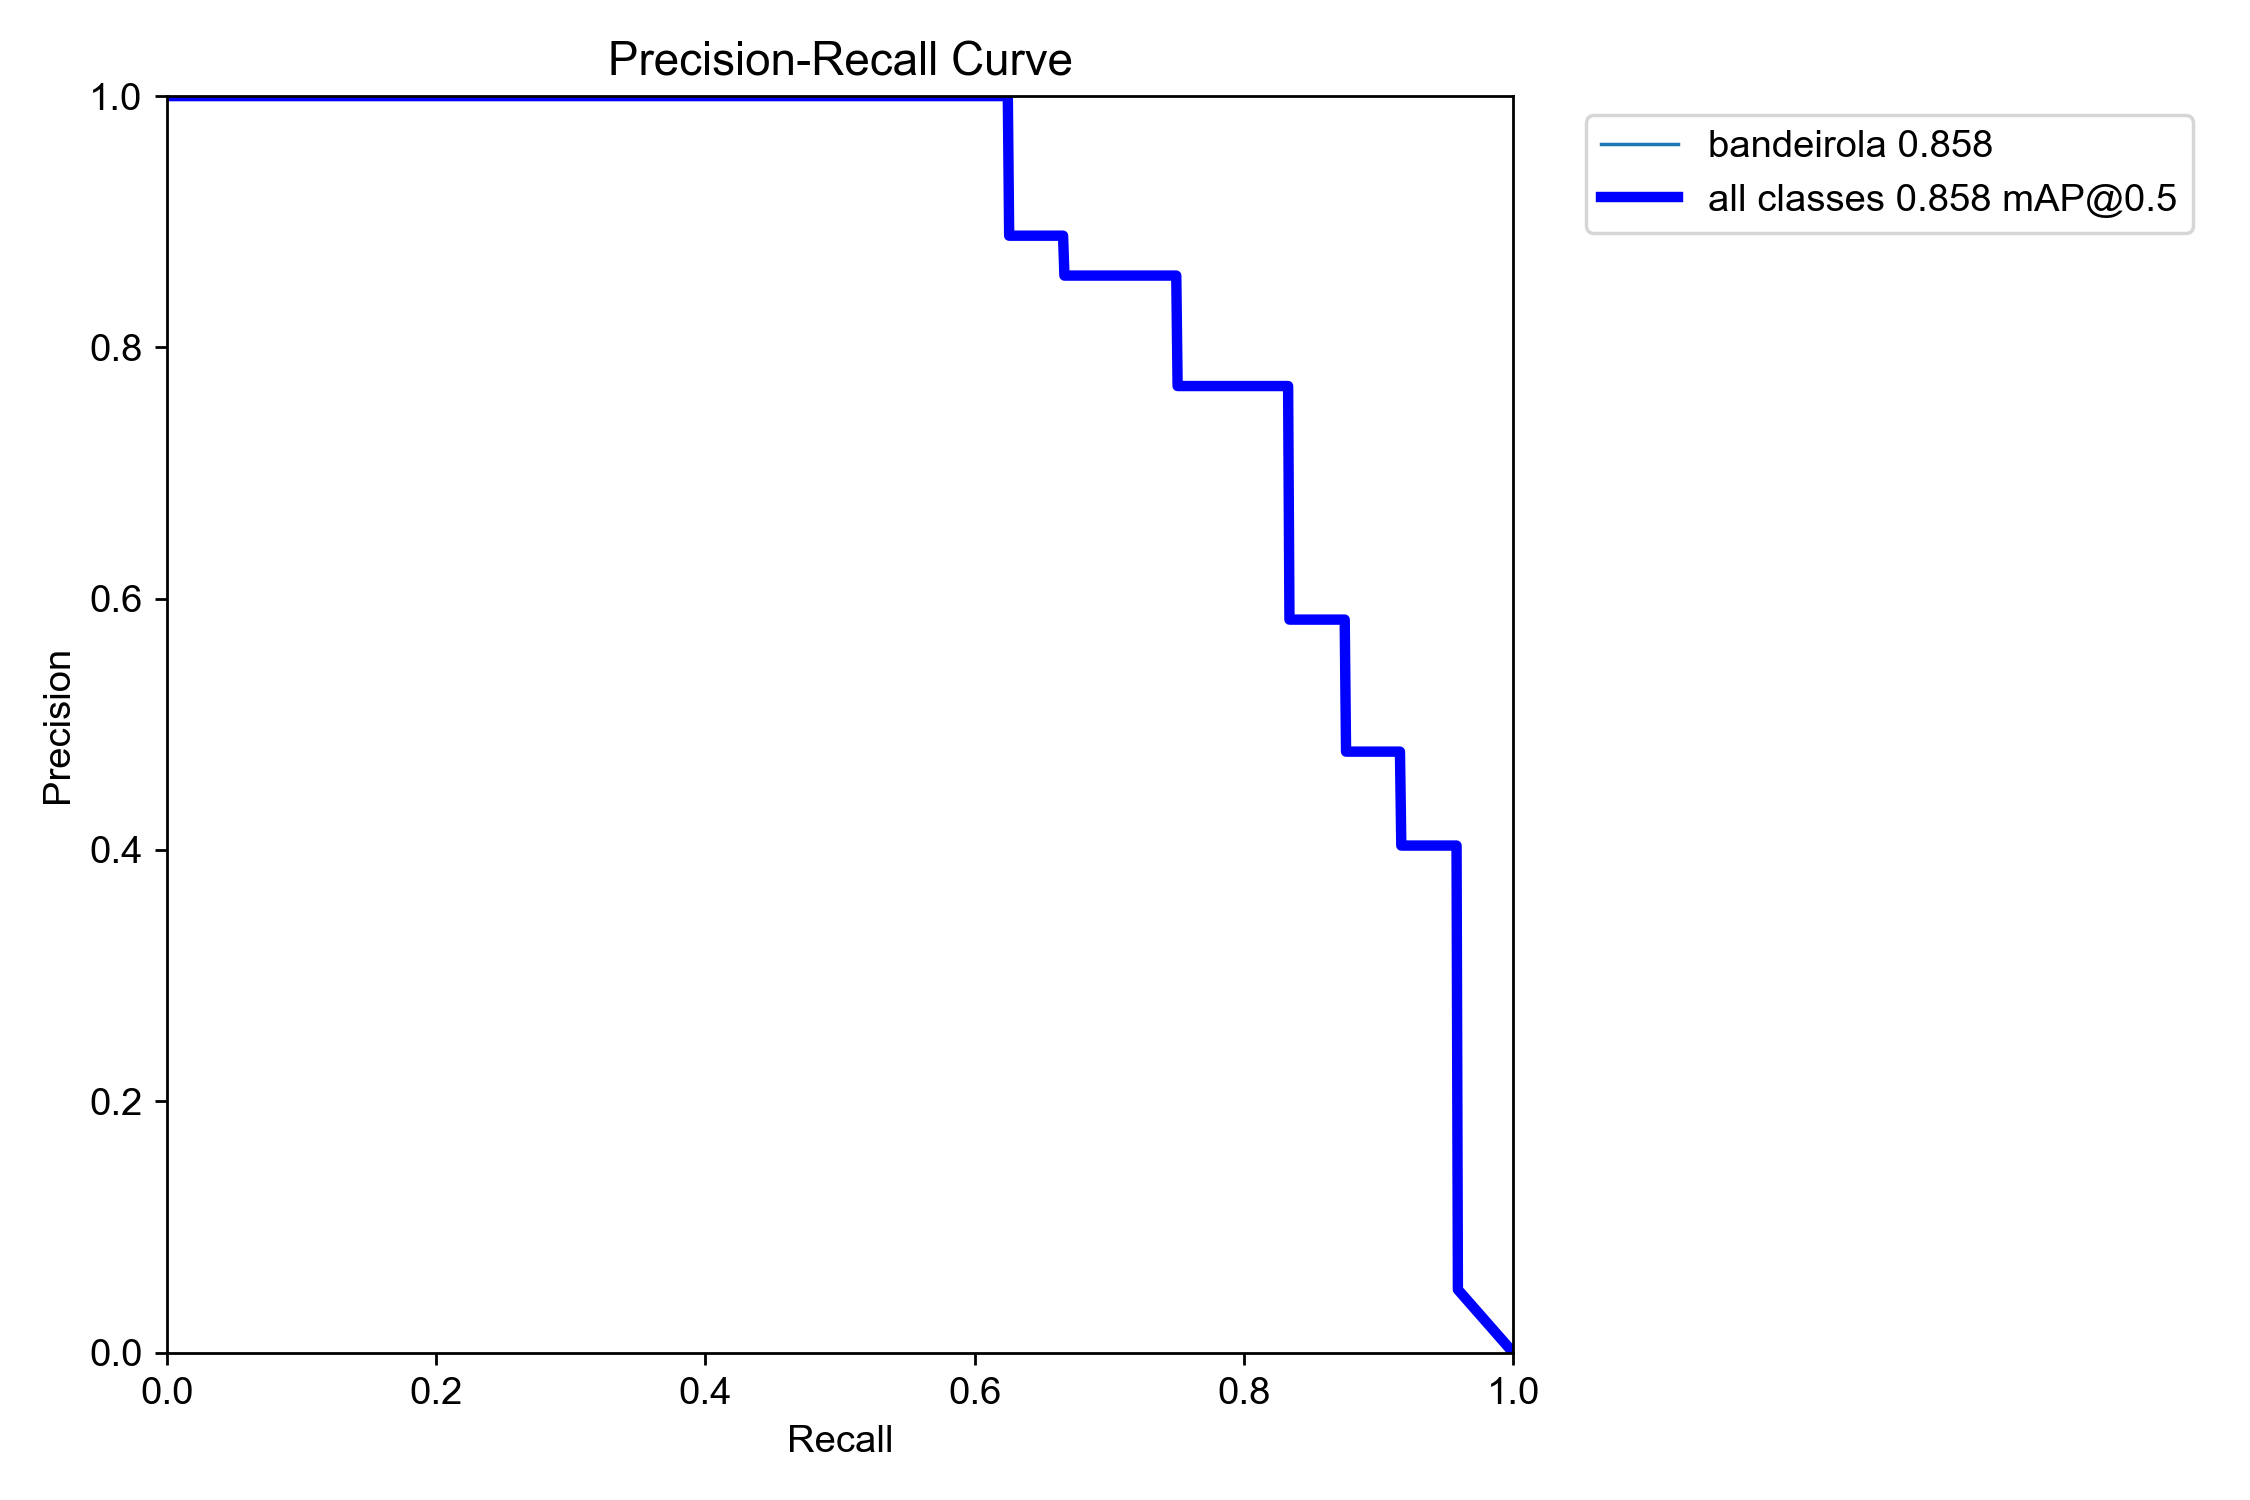 Precision-Recall Curve
bandeirola 0.858
all classes 0.858 mAP@0.5
Precision
1.0
0.8
0.6
0.4
0.2
0.0
0.0 0.2 0.4 0.6 0.8 1.0
Recall